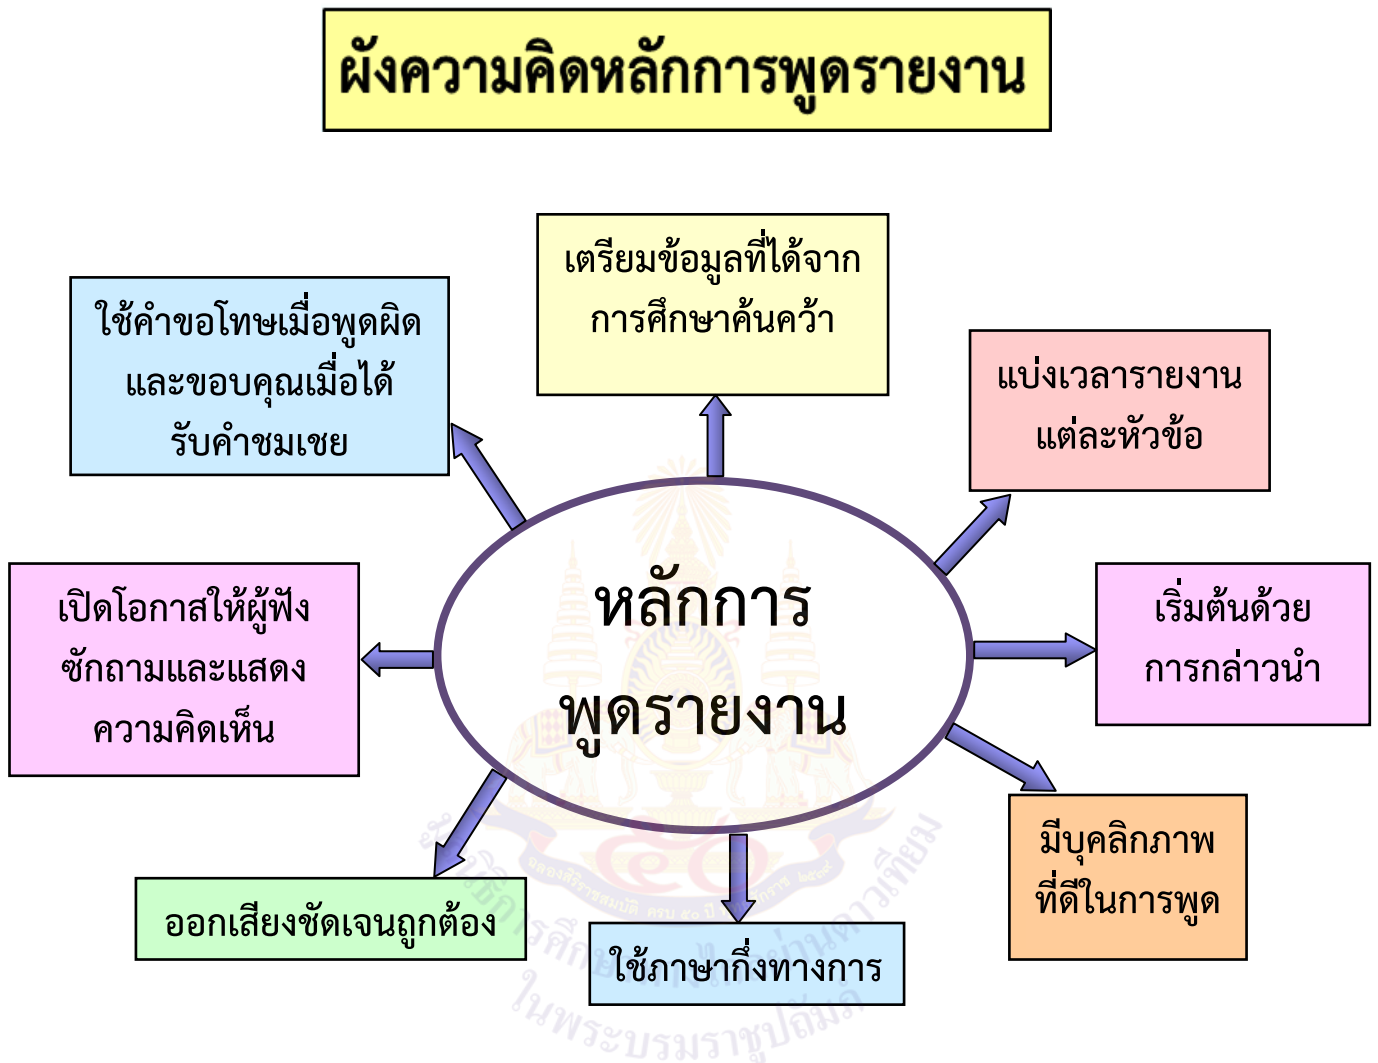 ผังความคิดหลักการพูดรายงาน
เตรียมข้อมูลที่ได้จาก
การศึกษาค้นคว้า
ใช้คำขอโทษเมื่อพูดผิด
และขอบคุณเมื่อได้
รับคำชมเชย
แบ่งเวลารายงาน
แต่ละหัวข้อ
หลักการ
พูดรายงาน
เปิดโอกาสให้ผู้ฟัง
ซักถามและแสดง
ความคิดเห็น
เริ่มต้นด้วย
การกล่าวนำ
มีบุคลิกภาพ
ที่ดีในการพูด
ออกเสียงชัดเจนถูกต้อง
ใช้ภาษากึ่งทางการ
๕๐
ในพระบรมราชูปถัมภ์